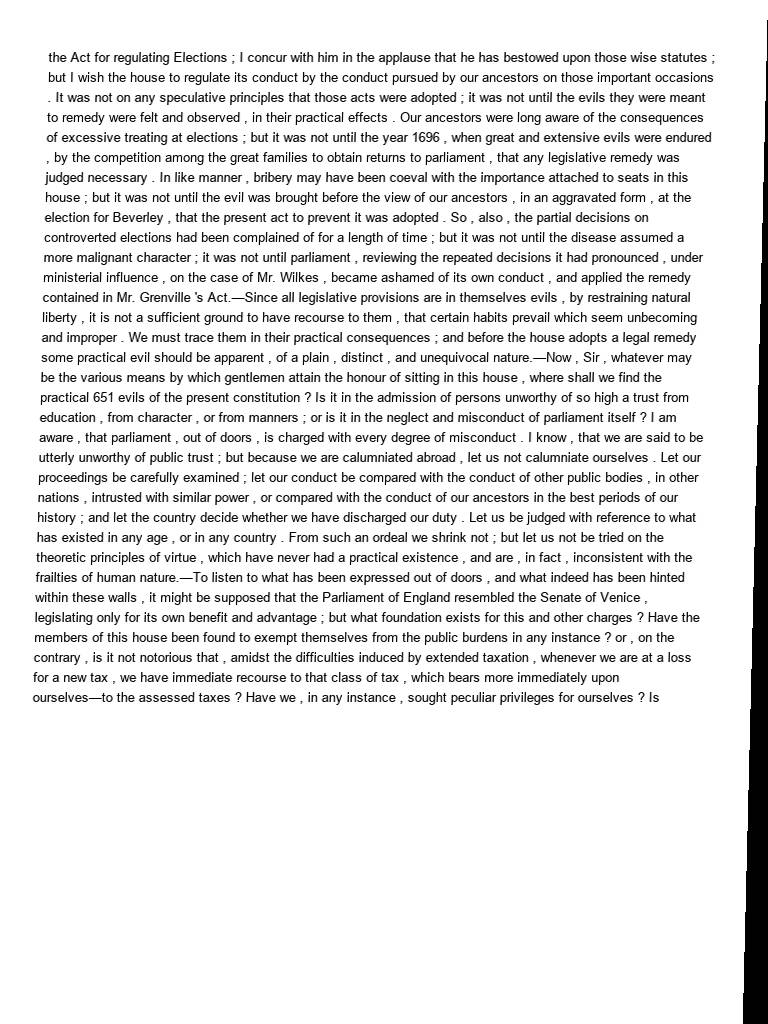 the Act for regulating Elections ; I concur with him in the applause that he has bestowed upon those wise statutes ;
but I wish the house to regulate its conduct by the conduct pursued by our ancestors on those important occasions
. It was not on any speculative principles that those acts were adopted ; it was not until the evils they were meant
to remedy were felt and observed , in their practical effects . Our ancestors were long aware of the consequences
of excessive treating at elections ; but it was not until the year 1696 , when great and extensive evils were endured
, by the competition among the great families to obtain returns to parliament , that any legislative remedy was
judged necessary . In like manner , bribery may have been coeval with the importance attached to seats in this
house ; but it was not until the evil was brought before the view of our ancestors , in an aggravated form , at the
election for Beverley , that the present act to prevent it was adopted . So , also , the partial decisions on
controverted elections had been complained of for a length of time ; but it was not until the disease assumed a
more malignant character ; it was not until parliament , reviewing the repeated decisions it had pronounced , under
ministerial influence , on the case of Mr. Wilkes , became ashamed of its own conduct , and applied the remedy
contained in Mr. Grenville 's Act.—Since all legislative provisions are in themselves evils , by restraining natural
liberty , it is not a sufficient ground to have recourse to them , that certain habits prevail which seem unbecoming
and improper . We must trace them in their practical consequences ; and before the house adopts a legal remedy
some practical evil should be apparent , of a plain , distinct , and unequivocal nature.—Now , Sir , whatever may
be the various means by which gentlemen attain the honour of sitting in this house , where shall we find the
practical 651 evils of the present constitution ? Is it in the admission of persons unworthy of so high a trust from
education , from character , or from manners ; or is it in the neglect and misconduct of parliament itself ? I am
aware , that parliament , out of doors , is charged with every degree of misconduct . I know , that we are said to be
utterly unworthy of public trust ; but because we are calumniated abroad , let us not calumniate ourselves . Let our
proceedings be carefully examined ; let our conduct be compared with the conduct of other public bodies , in other
nations , intrusted with similar power , or compared with the conduct of our ancestors in the best periods of our
history ; and let the country decide whether we have discharged our duty . Let us be judged with reference to what
has existed in any age , or in any country . From such an ordeal we shrink not ; but let us not be tried on the
theoretic principles of virtue , which have never had a practical existence , and are , in fact , inconsistent with the
frailties of human nature.—To listen to what has been expressed out of doors , and what indeed has been hinted
within these walls , it might be supposed that the Parliament of England resembled the Senate of Venice ,
legislating only for its own benefit and advantage ; but what foundation exists for this and other charges ? Have the
members of this house been found to exempt themselves from the public burdens in any instance ? or , on the
contrary , is it not notorious that , amidst the difficulties induced by extended taxation , whenever we are at a loss
for a new tax , we have immediate recourse to that class of tax , which bears more immediately upon
ourselves—to the assessed taxes ? Have we , in any instance , sought peculiar privileges for ourselves ? Is